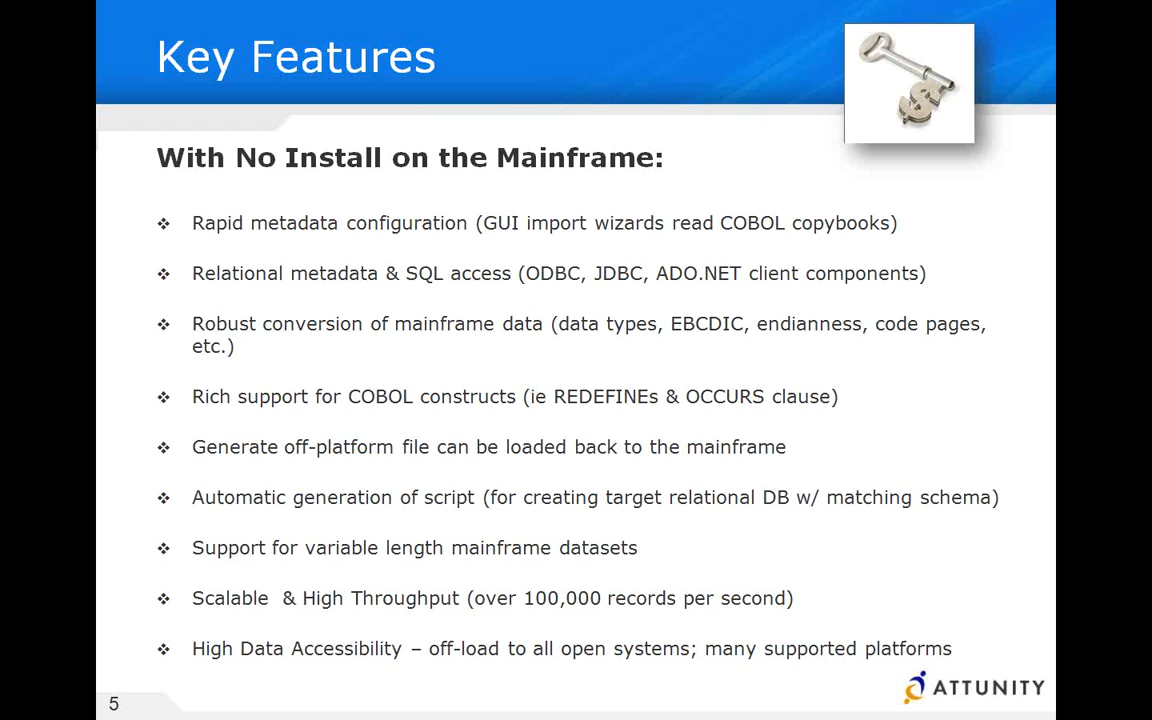 Key Features
With No Install on the Mainframe:
❖ Rapid metadata configuration (GUI import wizards read COBOL copybooks)
❖ Relational metadata & SQL access (ODBC, JDBC, ADO.NET client components)
❖ Robust conversion of mainframe data (data types, EBCDIC, endianness, code pages,
etc.)
❖ Rich support for COBOL constructs (ie REDEFINEs & OCCURS clause)
❖ Generate off-platform file can be loaded back to the mainframe
❖ Automatic generation of script (for creating target relational DB w/ matching schema)
❖ Support for variable length mainframe datasets
❖ Scalable  & High Throughput (over 100,000 records per second)
❖ High Data Accessibility – off-load to all open systems; many supported platforms
ATTUNITY
5